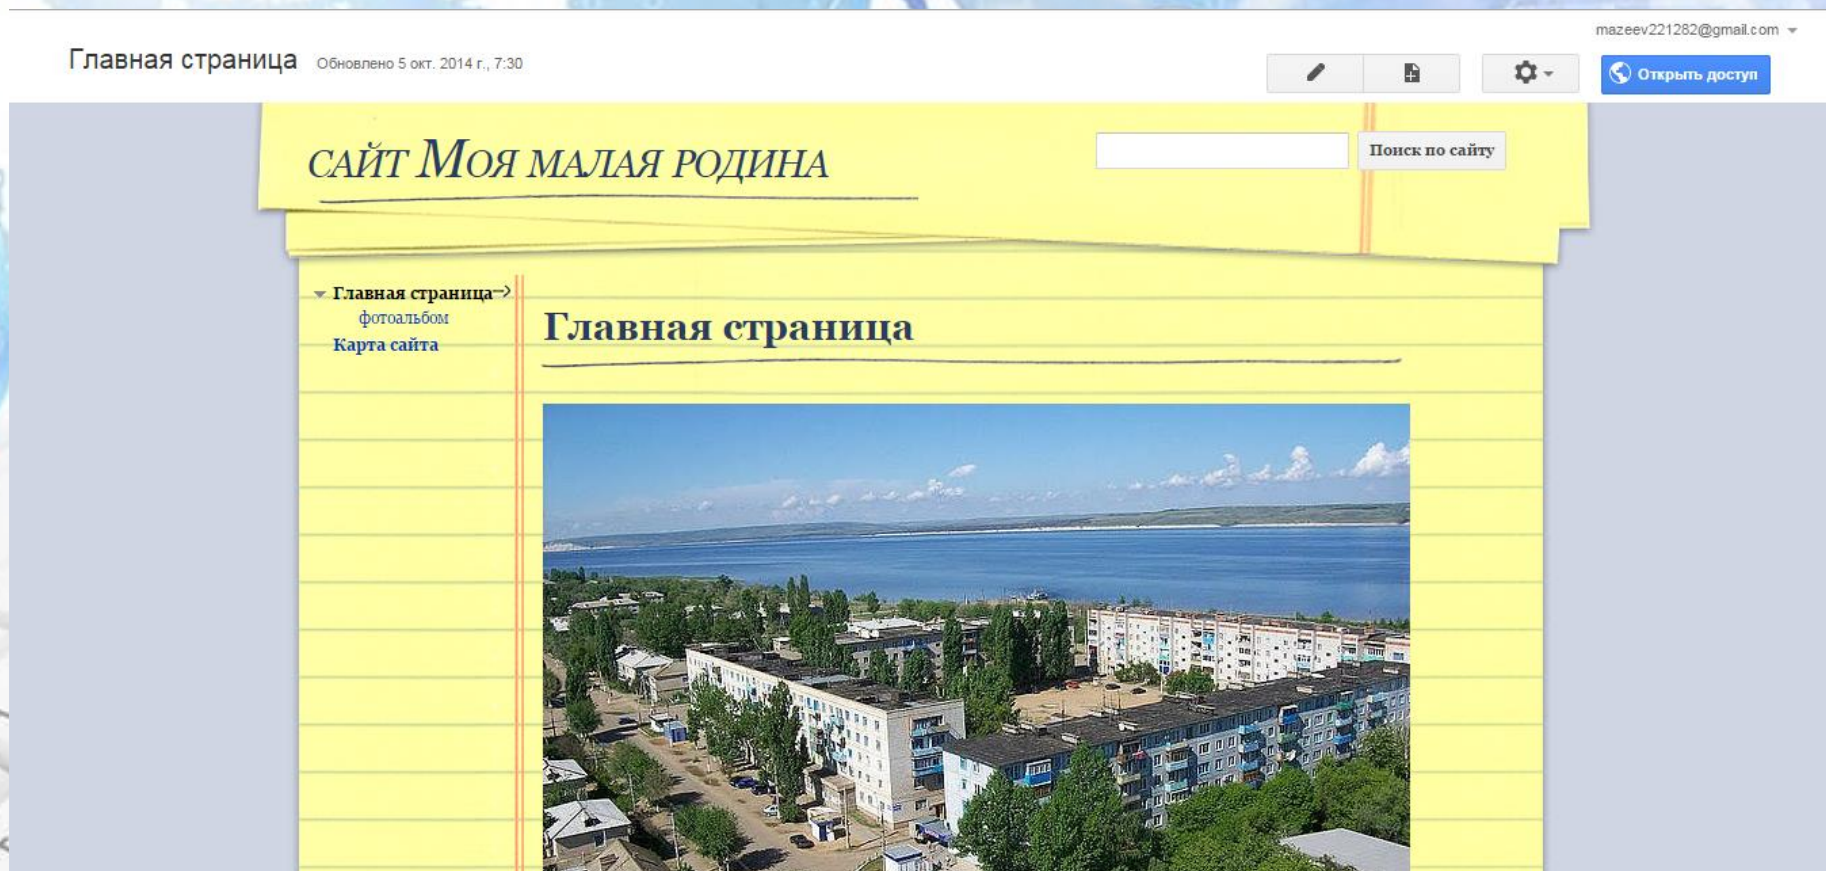 mazeev221282@gmail.com
Главная страница Обновлено 5 окт. 2014 г., 7:30
Открыть доступ
сайт Моя малая родина
Поиск по сайту
Главная страница
фотоальбом
Карта сайта
Главная страница